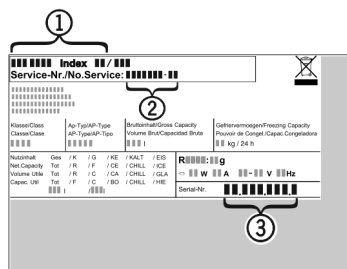 1
Index /
Service-Nr./No.Service: -
2
Klasse/Class Ap-Typ/AP-Type Bruttoinhalt/Gross Capacity Gefriervermoegen/Freezing Capacity
Classe/Clase AP-Type/AP-Tipo Volume Brut/Capacidad Brute Pouvoir de Congel./Capac.Congeladora
l kg / 24 h
Nutzinhalt Ges / K / G / KE / KALT / EIS
Net.Capacity Tot / R / F / CE / CHILL / ICE
Volume Utile Tot / R / C / CA / CHILL / GLA
Capac. Util Tot / F / C / BO / CHILL / HIE
l /
R : g
W A - V Hz
Serial-Nr. . . .
3